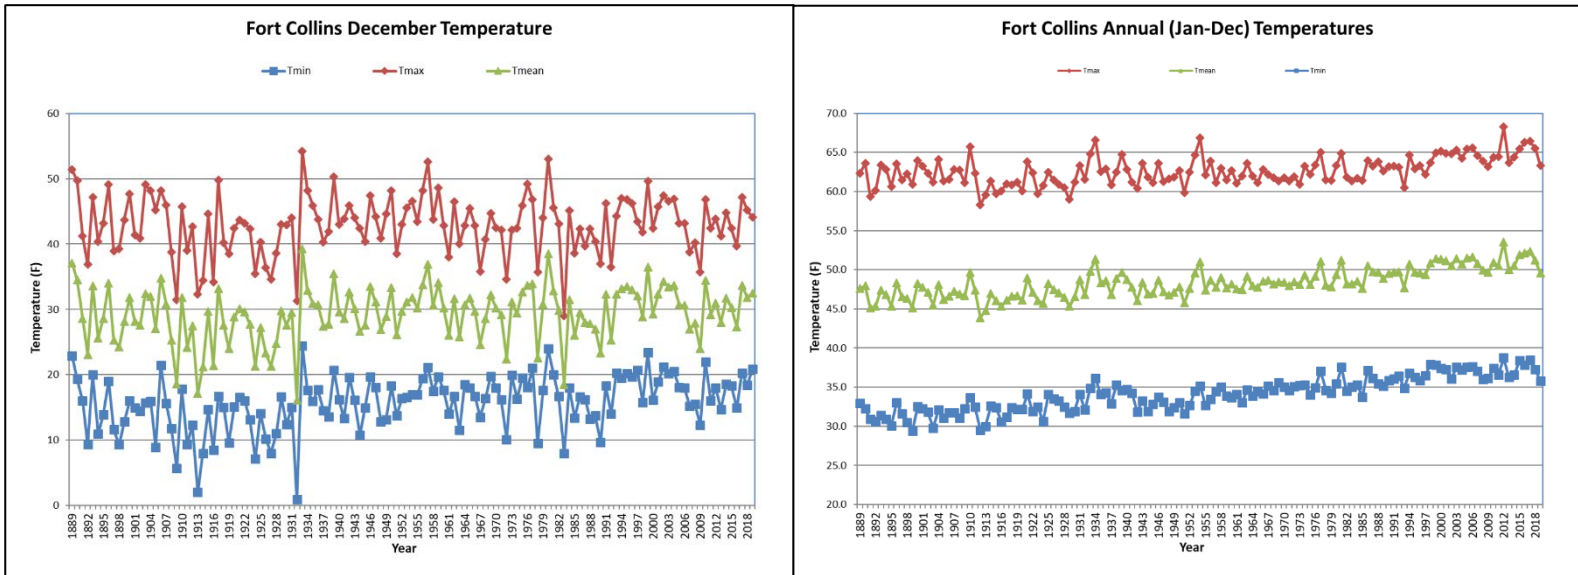 Fort Collins December Temperature
Tmin Tmax Tmean
Temperature (F)
60
50
40
30
20
10
0
1889 1892 1895 1898 1901 1904 1907 1910 1913 1916 1919 1922 1925 1928 1931 1934 1937 1940 1943 1946 1949 1952 1955 1958 1961 1964 1967 1970 1973 1976 1979 1982 1985 1988 1991 1994 1997 2000 2003 2006 2009 2012 2015 2018
Year
Fort Collins Annual (Jan-Dec) Temperatures
Tmax Tmean Tmin
Temperature (F)
70.0
65.0
60.0
55.0
50.0
45.0
40.0
35.0
30.0
25.0
20.0
1889 1892 1895 1898 1901 1904 1907 1910 1913 1916 1919 1922 1925 1928 1931 1934 1937 1940 1943 1946 1949 1952 1955 1958 1961 1964 1967 1970 1973 1976 1979 1982 1985 1988 1991 1994 1997 2000 2003 2006 2009 2012 2015 2018
Year